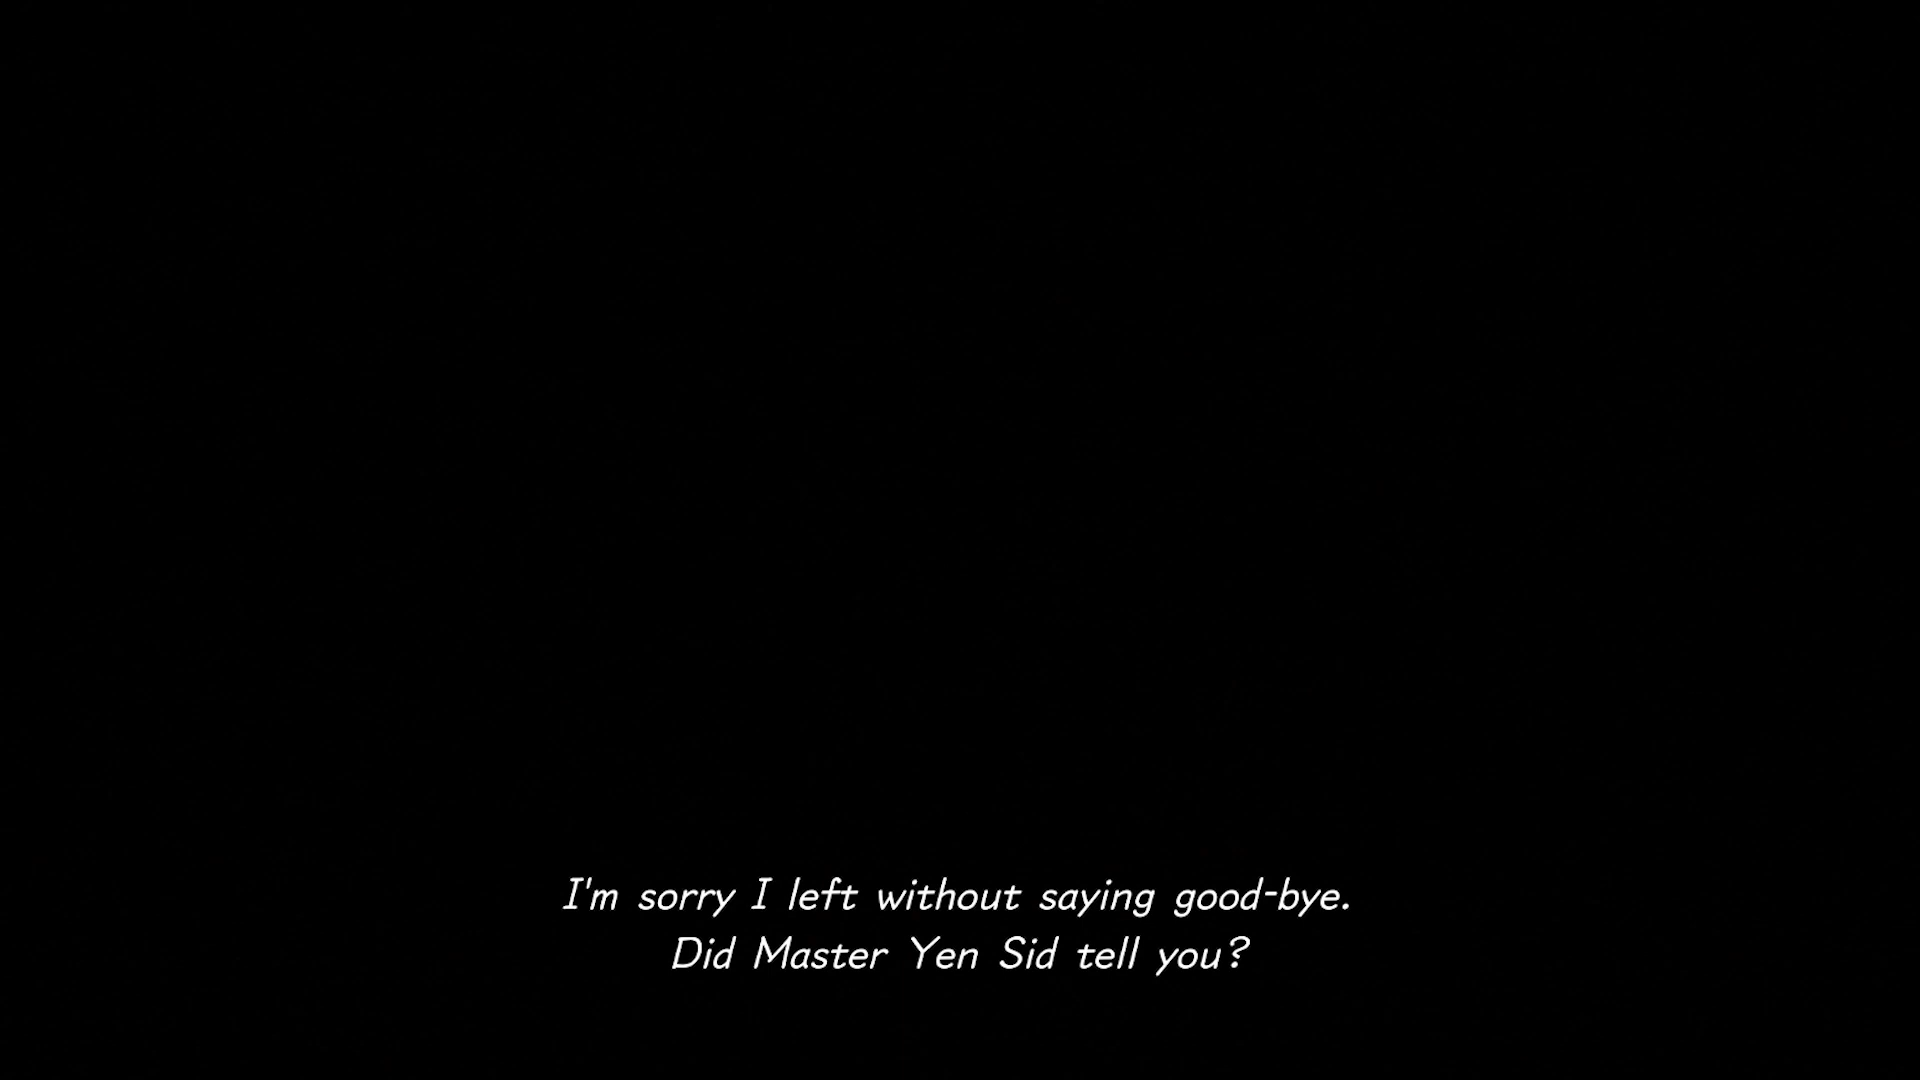 I'm sorry I left without saying good-bye.
Did Master Yen Sid tell you?